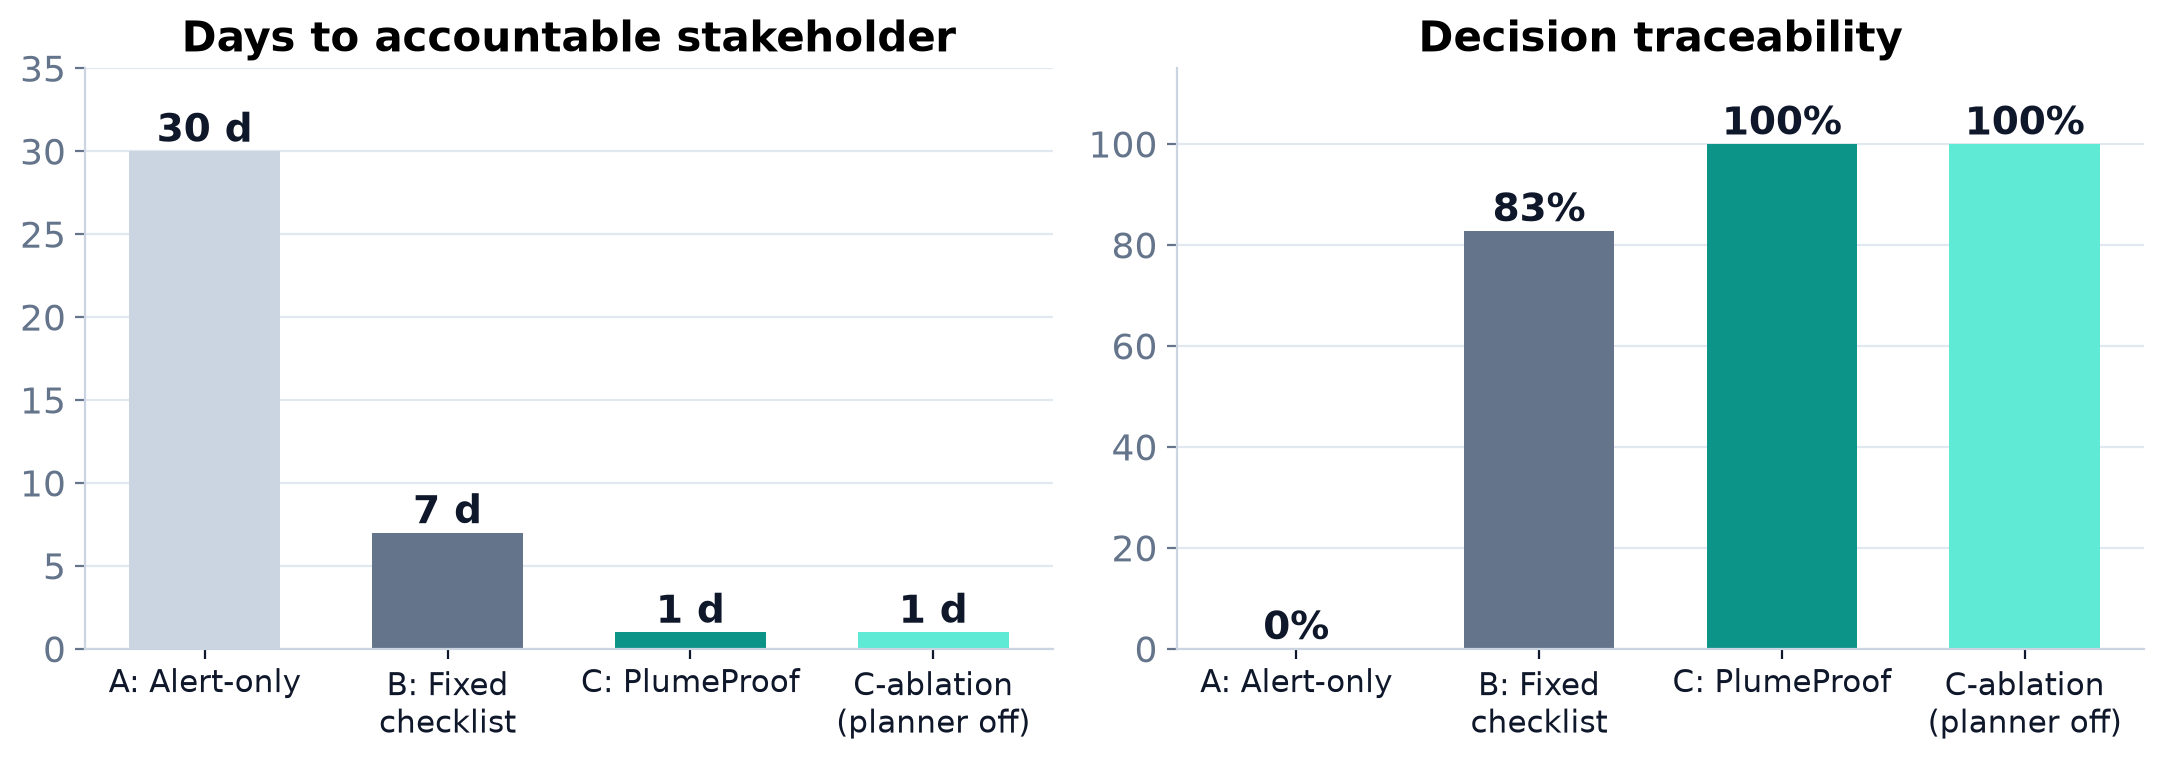 Days to accountable stakeholder
35
30
25
20
15
10
5
0
30 d
7 d
1 d
1 d
A: Alert-only
B: Fixed
checklist
C: PlumeProof
C-ablation
(planner off)
Decision traceability
100
80
60
40
20
0
0%
83%
100%
100%
A: Alert-only
B: Fixed
checklist
C: PlumeProof
C-ablation
(planner off)